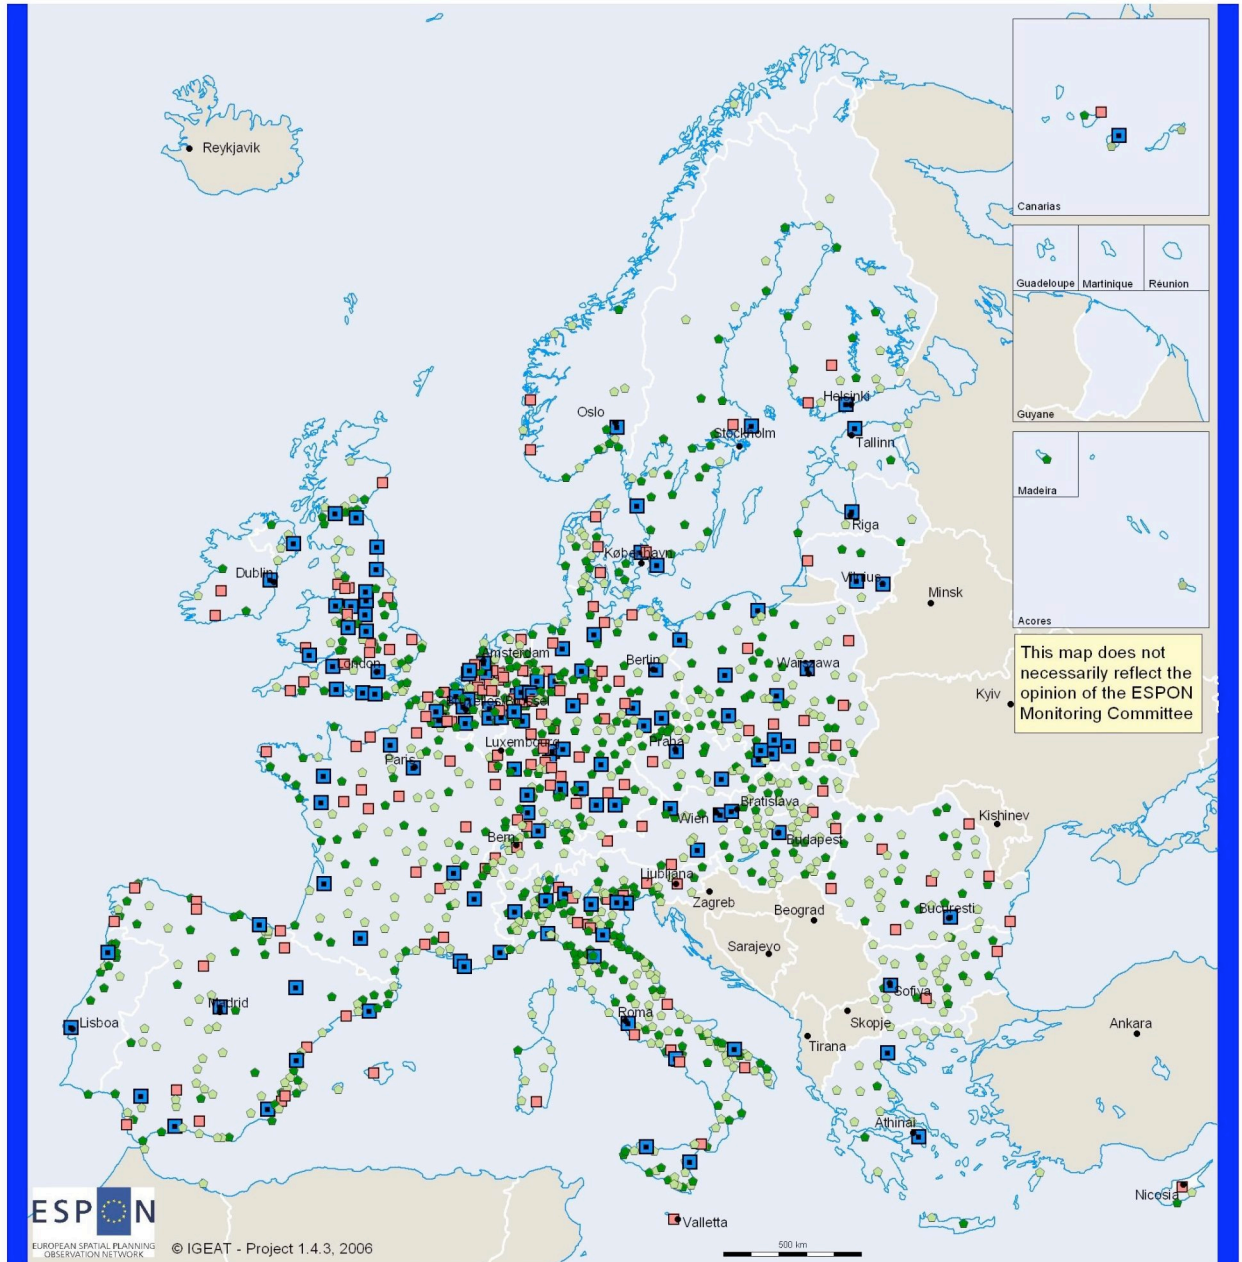 Reykjavik
Canarias
Guadeloupe
Martinique
Réunion
Guyane
Madeira
Acores
Oslo
Helsinki
Stockholm
Tallinn
Riga
København
Dublin
Vilnius
Minsk
London
Amsterdam
Berlin
Warszawa
This map does not
necessarily reflect the
opinion of the ESPON
Monitoring Committee
Kyiv
Luxembourg
Praha
Paris
Bratislava
Wien
Kishinev
Bern
Budapest
Ljubljana
Zagreb
Beograd
Bucuresti
Sarajevo
Madrid
Sofiya
Lisboa
Roma
Skopje
Ankara
Tirana
Athinai
Nicosia
Valletta
ESPON
EUROPEAN SPATIAL PLANNING
OBSERVATION NETWORK
© IGEAT - Project 1.4.3, 2006
500 km